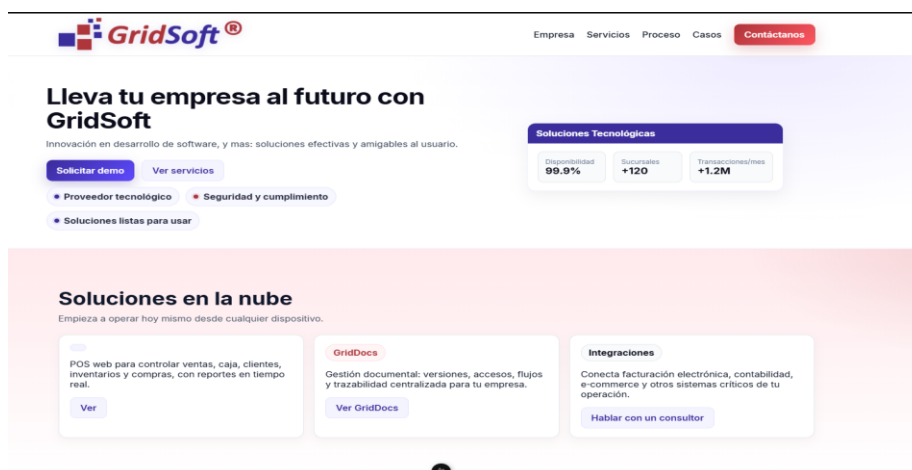 GridSoft ®
Empresa Servicios Proceso Casos Contáctanos
Lleva tu empresa al futuro con
GridSoft
Innovación en desarrollo de software, y mas: soluciones efectivas y amigables al usuario.
Solicitar demo Ver servicios
Proveedor tecnológico Seguridad y cumplimiento
Soluciones listas para usar
Soluciones Tecnológicas
Disponibilidad
99.9%
Sucursales
+120
Transacciones/mes
+1.2M
Soluciones en la nube
Empieza a operar hoy mismo desde cualquier dispositivo.
POS web para controlar ventas, caja, clientes,
inventarios y compras, con reportes en tiempo
real.
Ver
GridDocs
Gestión documental: versiones, accesos, flujos
y trazabilidad centralizada para tu empresa.
Ver GridDocs
Integraciones
Conecta facturación electrónica, contabilidad,
e-commerce y otros sistemas críticos de tu
operación.
Hablar con un consultor